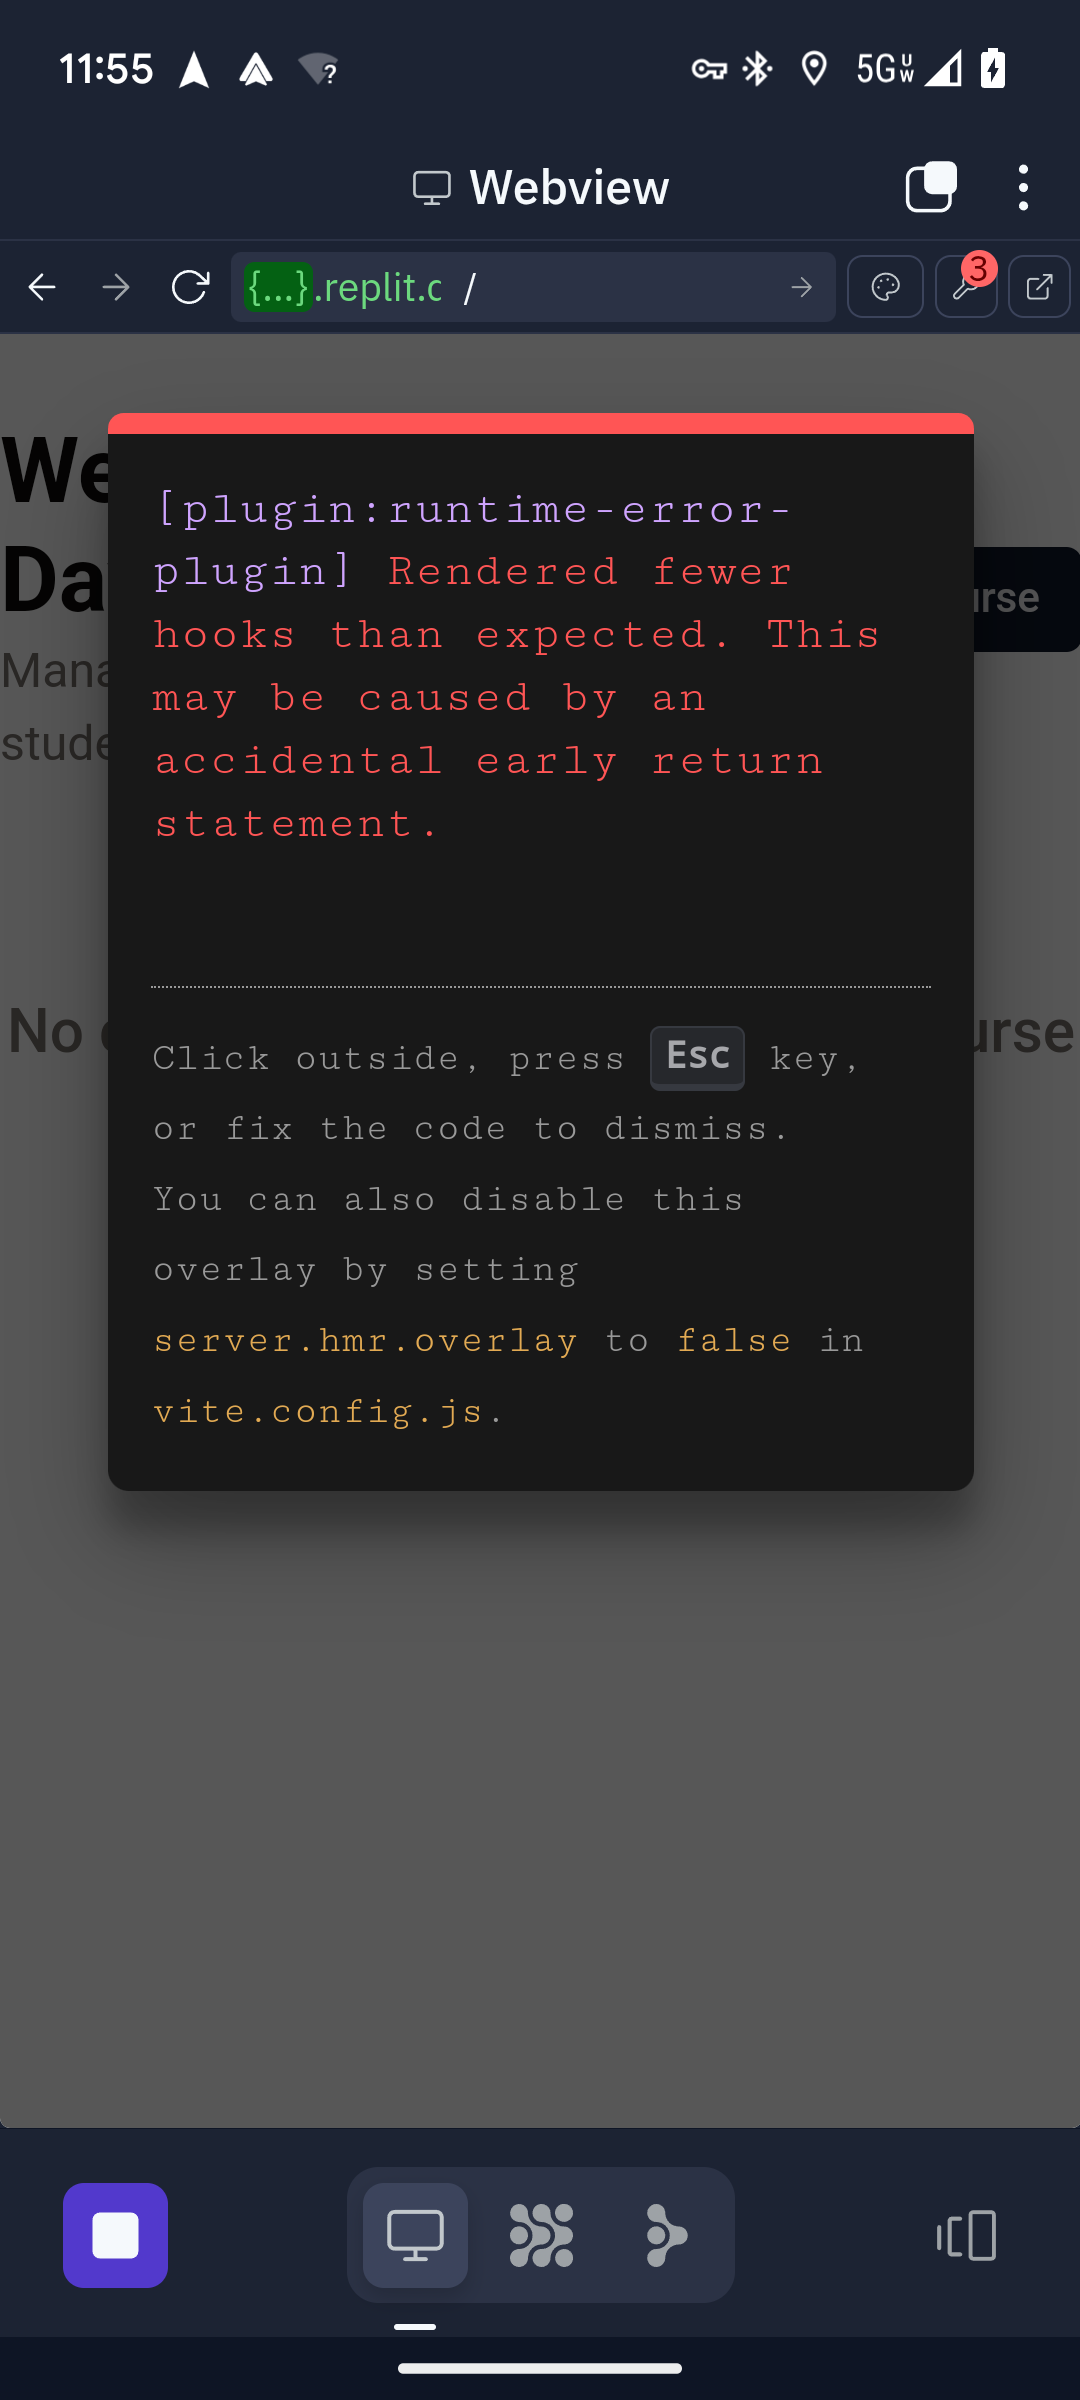 11:55
5G UW
Webview
{...}.replit.c /
3
We
Da
urse
Mana
stude
[plugin:runtime-error-
plugin] Rendered fewer
hooks than expected. This
may be caused by an
accidental early return
statement.
No c
urse
Click outside, press Esc key,
or fix the code to dismiss.
You can also disable this
overlay by setting
server.hmr.overlay to false in
vite.config.js.